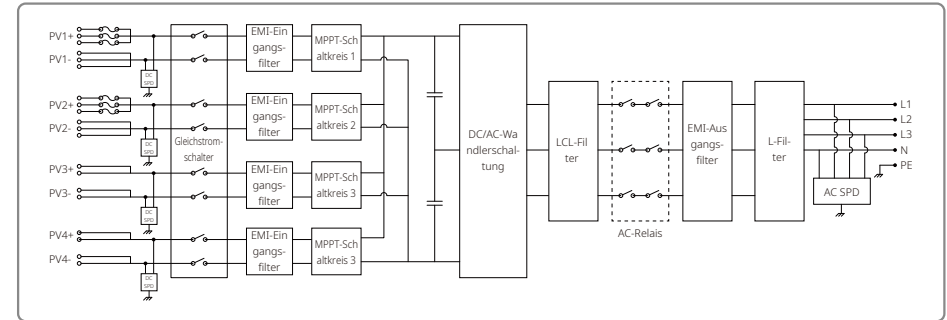 PV1+
PV1-
DC
SPD
PV2+
PV2-
DC
SPD
PV3+
PV3-
DC
SPD
PV4+
PV4-
DC
SPD
Gleichstrom-
schalter
EMI-Ein
gangs-
filter
MPPT-Sch
altkreis 1
EMI-Ein
gangs-
filter
MPPT-Sch
altkreis 2
EMI-Ein
gangs-
filter
MPPT-Sch
altkreis 3
EMI-Ein
gangs-
filter
MPPT-Sch
altkreis 3
DC/AC-Wa
ndlerschal-
tung
LCL-Fil
ter
AC-Relais
EMI-Aus
gangs-
filter
L-Fil-
ter
L1
L2
L3
N
PE
AC SPD